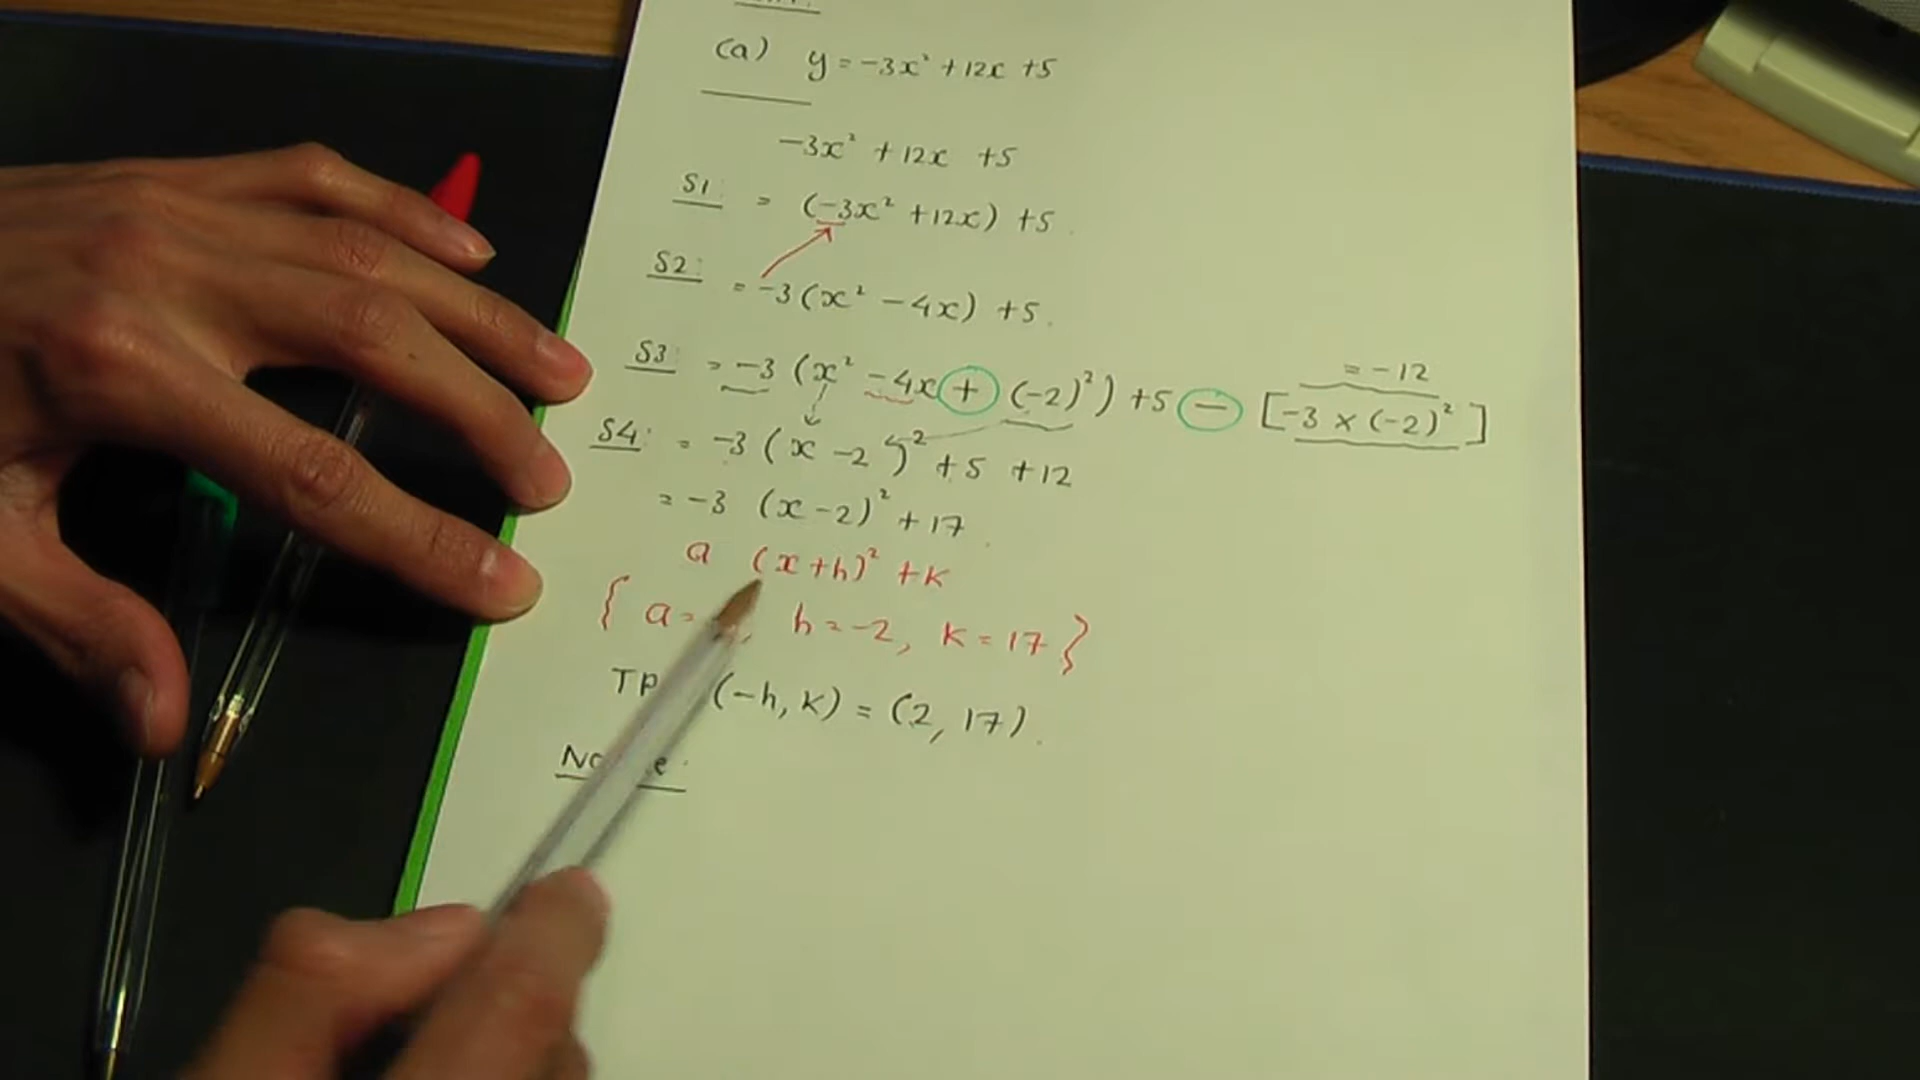 (a) y = -3x² + 12x + 5
-3x² + 12x + 5
S1: = (-3x² + 12x) + 5
S2: = -3(x² - 4x) + 5
= -12
S3: = -3 (x² - 4x + (-2)²) + 5 - [-3 × (-2)²]
S4: = -3 (x - 2)² + 5 + 12
= -3 (x - 2)² + 17
a (x + h)² + k
{ a = , h = -2, k = 17 }
TP (-h, k) = (2, 17)